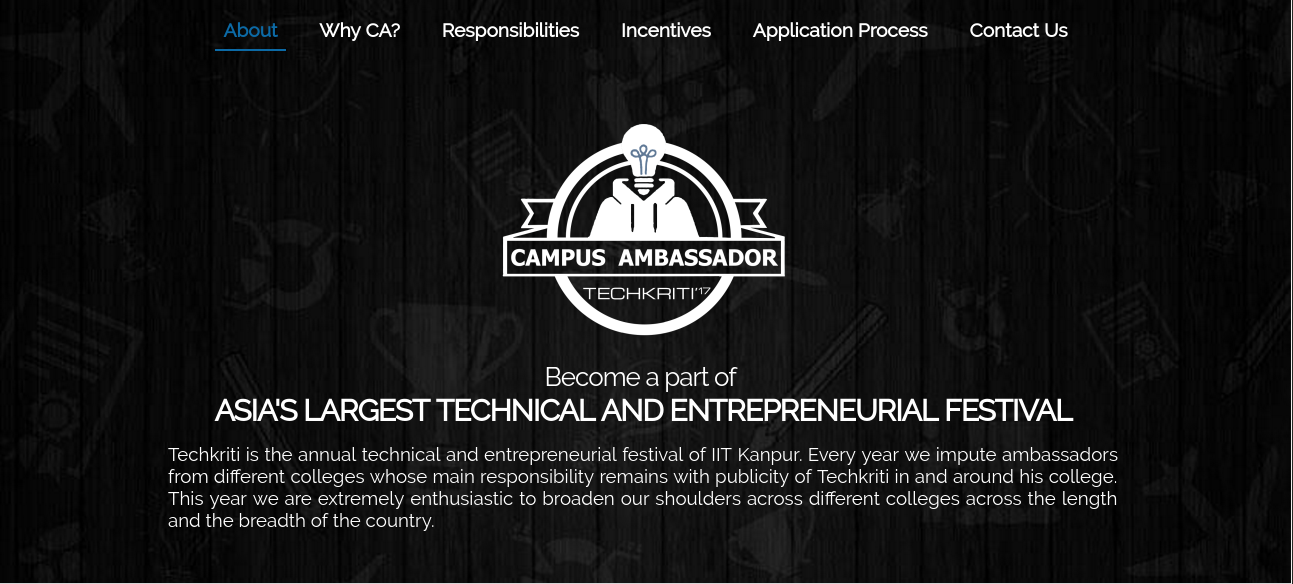 About Why CA? Responsibilities Incentives Application Process Contact Us
CAMPUS AMBASSADOR
TECHKRITI'17
Become a part of
ASIA'S LARGEST TECHNICAL AND ENTREPRENEURIAL FESTIVAL
Techkriti is the annual technical and entrepreneurial festival of IIT Kanpur. Every year we impute ambassadors
from different colleges whose main responsibility remains with publicity of Techkriti in and around his college.
This year we are extremely enthusiastic to broaden our shoulders across different colleges across the length
and the breadth of the country.